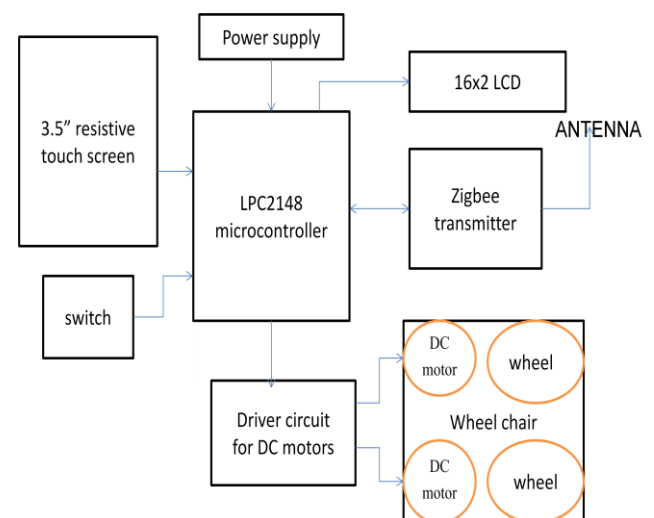 Power supply
3.5” resistive
touch screen
16x2 LCD
ANTENNA
LPC2148
microcontroller
Zigbee
transmitter
switch
Driver circuit
for DC motors
DC
motor
wheel
Wheel chair
DC
motor
wheel